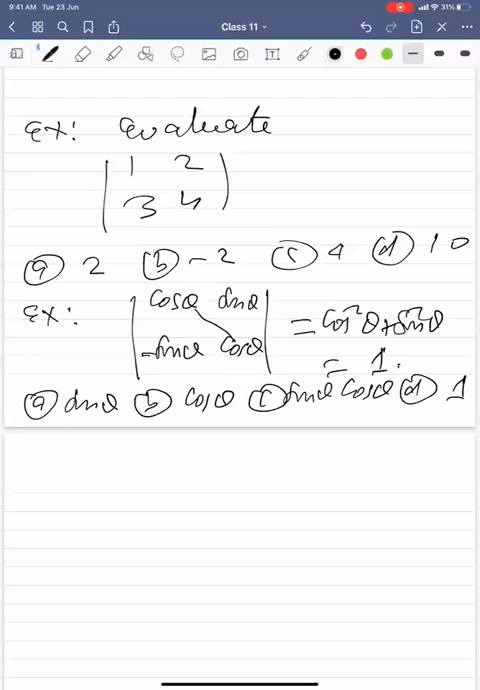 9:41 AM Tue 23 Jun 31%
Class 11
Ex: Evaluate
1 2
3 4
(a) 2 (b) -2 (c) 4 (d) 10
Ex: cosθ sinθ
-sinθ cosθ = cos²θ+sin²θ
= 1.
(a) sinθ (b) cosθ (c) sinθ cosθ (d) 1